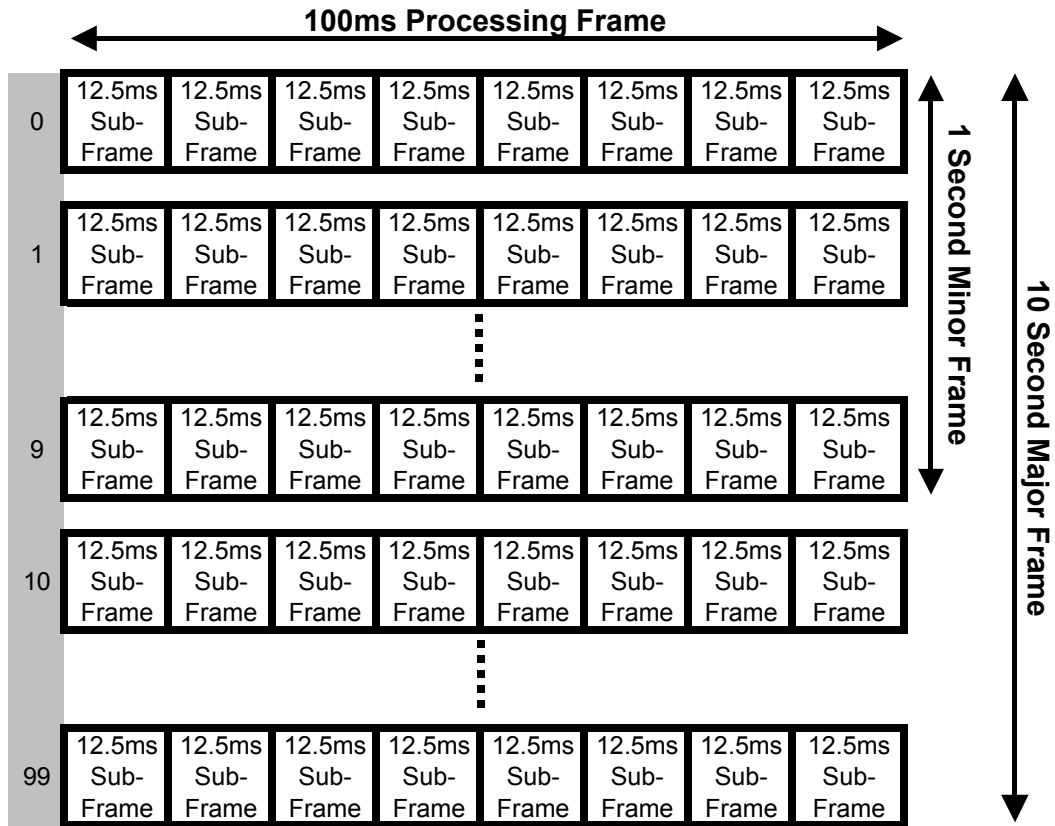 100ms Processing Frame
0
12.5ms 12.5ms 12.5ms 12.5ms 12.5ms 12.5ms 12.5ms 12.5ms
Sub- Sub- Sub- Sub- Sub- Sub- Sub- Sub-
Frame Frame Frame Frame Frame Frame Frame Frame
1
12.5ms 12.5ms 12.5ms 12.5ms 12.5ms 12.5ms 12.5ms 12.5ms
Sub- Sub- Sub- Sub- Sub- Sub- Sub- Sub-
Frame Frame Frame Frame Frame Frame Frame Frame
9
12.5ms 12.5ms 12.5ms 12.5ms 12.5ms 12.5ms 12.5ms 12.5ms
Sub- Sub- Sub- Sub- Sub- Sub- Sub- Sub-
Frame Frame Frame Frame Frame Frame Frame Frame
10
12.5ms 12.5ms 12.5ms 12.5ms 12.5ms 12.5ms 12.5ms 12.5ms
Sub- Sub- Sub- Sub- Sub- Sub- Sub- Sub-
Frame Frame Frame Frame Frame Frame Frame Frame
99
12.5ms 12.5ms 12.5ms 12.5ms 12.5ms 12.5ms 12.5ms 12.5ms
Sub- Sub- Sub- Sub- Sub- Sub- Sub- Sub-
Frame Frame Frame Frame Frame Frame Frame Frame
1 Second Minor Frame
10 Second Major Frame